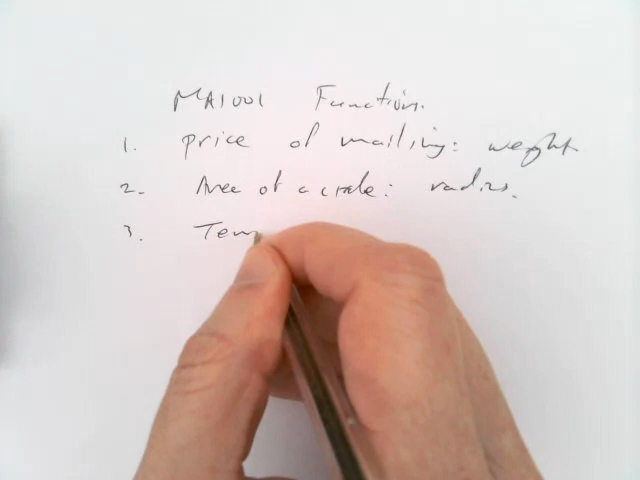 MA1001 Function.
1. price of mailing: weight
2. Area of a circle: radius.
3. Tem